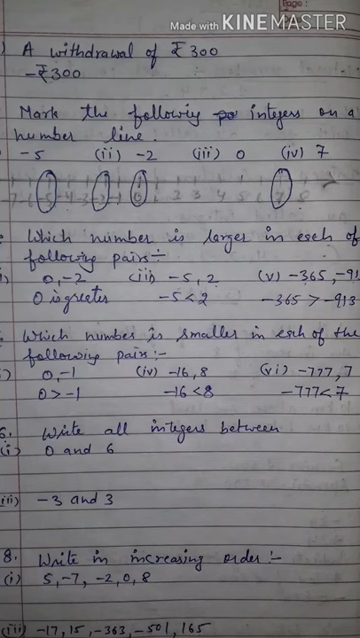 Page :
Made with KINEMASTER
A withdrawal of ₹300
-₹300
Mark the following integers on a
number line.
-5 (ii) -2 (iii) 0 (iv) 7
Which number is larger in each of
following pairs:-
0, -2 (iii) -5, 2 (v) -365, -91
0 is greater -5<2 -365 > -913
Which number is smaller in each of the
following pairs:-
0, -1 (iv) -16, 8 (vi) -777, 7
0 > -1 -16 < 8 -777 < 7
6. Write all integers between
(i) 0 and 6
(iii) -3 and 3
8. Write in increasing order:-
(i) 5, -7, -2, 0, 8
(iii) -17, 15, -363, -501, 165